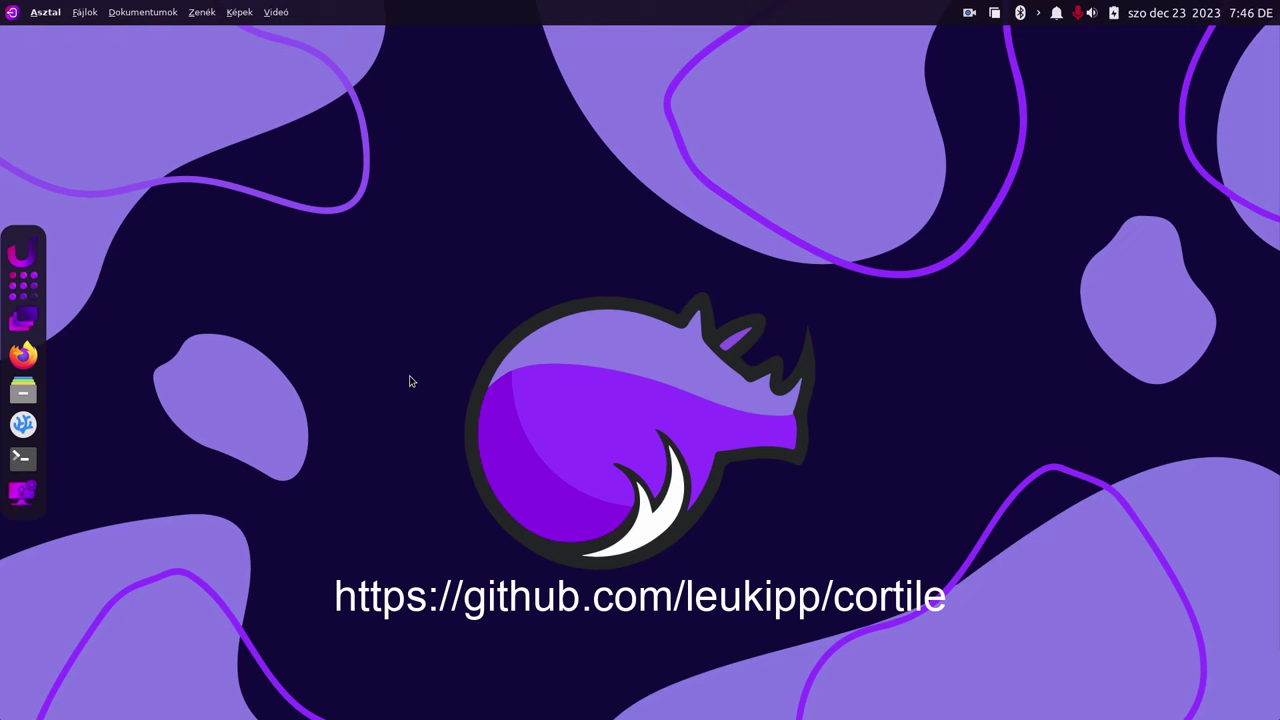 Asztal Fájlok Dokumentumok Zenék Képek Videó szo dec 23 2023 7:46 DE
https://github.com/leukipp/cortile